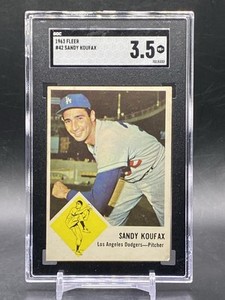 SGC
1963 FLEER
#42 SANDY KOUFAX
3.5
SANDY KOUFAX
Los Angeles Dodgers—Pitcher